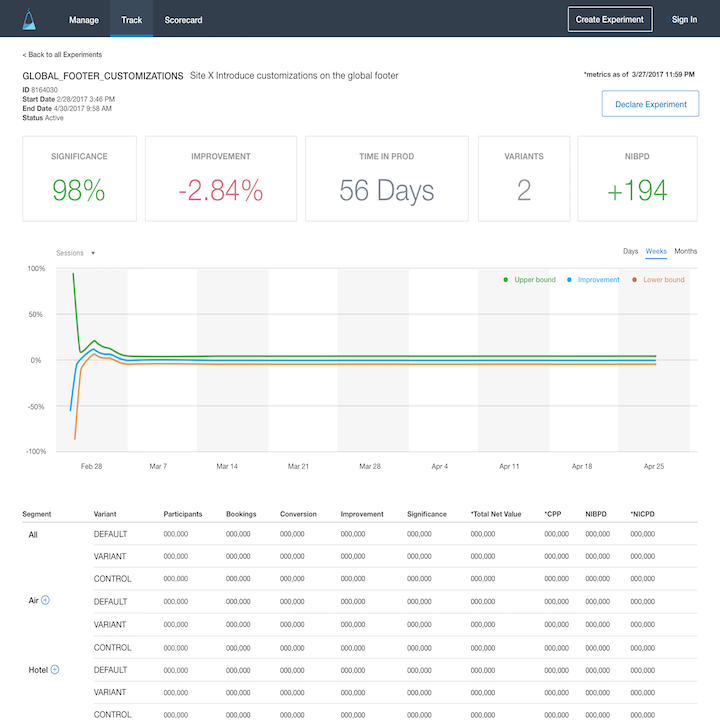 Manage Track Scorecard Create Experiment Sign In
< Back to all Experiments
GLOBAL_FOOTER_CUSTOMIZATIONS Site X Introduce customizations on the global footer
*metrics as of 3/27/2017 11:59 PM
ID 8164030
Start Date 2/28/2017 3:46 PM
End Date 4/30/2017 9:58 AM
Status Active
Declare Experiment
SIGNIFICANCE IMPROVEMENT TIME IN PROD VARIANTS NIBPD
98% -2.84% 56 Days 2 +194
Sessions Days Weeks Months
Upper bound Improvement Lower bound
100%
50%
0%
-50%
-100%
Feb 28 Mar 7 Mar 14 Mar 21 Mar 28 Apr 4 Apr 11 Apr 18 Apr 25
Segment Variant Participants Bookings Conversion Improvement Significance *Total Net Value *CPP NIBPD *NICPD
All DEFAULT 000,000 000,000 000,000 000,000 000,000 000,000 000,000 000,000 000,000
VARIANT 000,000 000,000 000,000 000,000 000,000 000,000 000,000 000,000 000,000
CONTROL 000,000 000,000 000,000 000,000 000,000 000,000 000,000 000,000 000,000
Air DEFAULT 000,000 000,000 000,000 000,000 000,000 000,000 000,000 000,000 000,000
VARIANT 000,000 000,000 000,000 000,000 000,000 000,000 000,000 000,000 000,000
CONTROL 000,000 000,000 000,000 000,000 000,000 000,000 000,000 000,000 000,000
Hotel DEFAULT 000,000 000,000 000,000 000,000 000,000 000,000 000,000 000,000 000,000
VARIANT 000,000 000,000 000,000 000,000 000,000 000,000 000,000 000,000 000,000
CONTROL 000,000 000,000 000,000 000,000 000,000 000,000 000,000 000,000 000,000